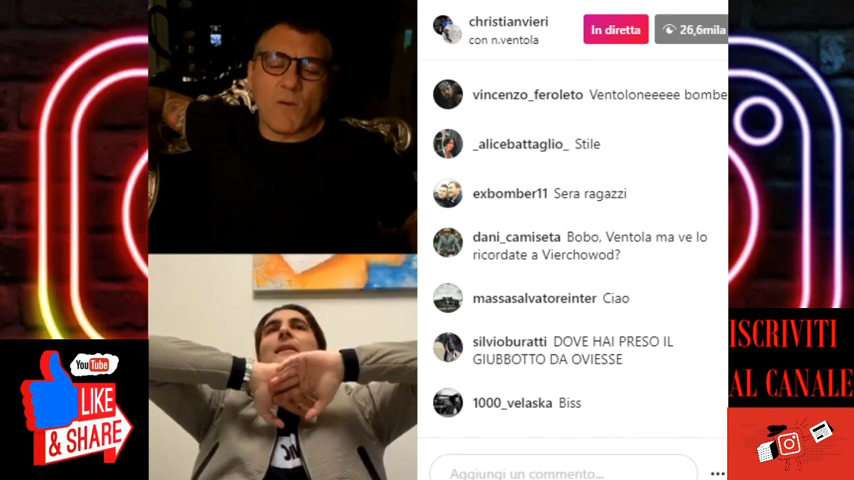 christianvieri
con n.ventola
In diretta
26,6mila
vincenzo_feroleto Ventoloneeeee bombe
_alicebattaglio_ Stile
exbomber11 Sera ragazzi
dani_camiseta Bobo, Ventola ma ve lo
ricordate a Vierchowod?
massasalvatoreinter Ciao
silvioburatti DOVE HAI PRESO IL
GIUBBOTTO DA OVIESSE
1000_velaska Biss
Aggiungi un commento...
YouTube
LIKE
& SHARE
ISCRIVITI
AL CANALE